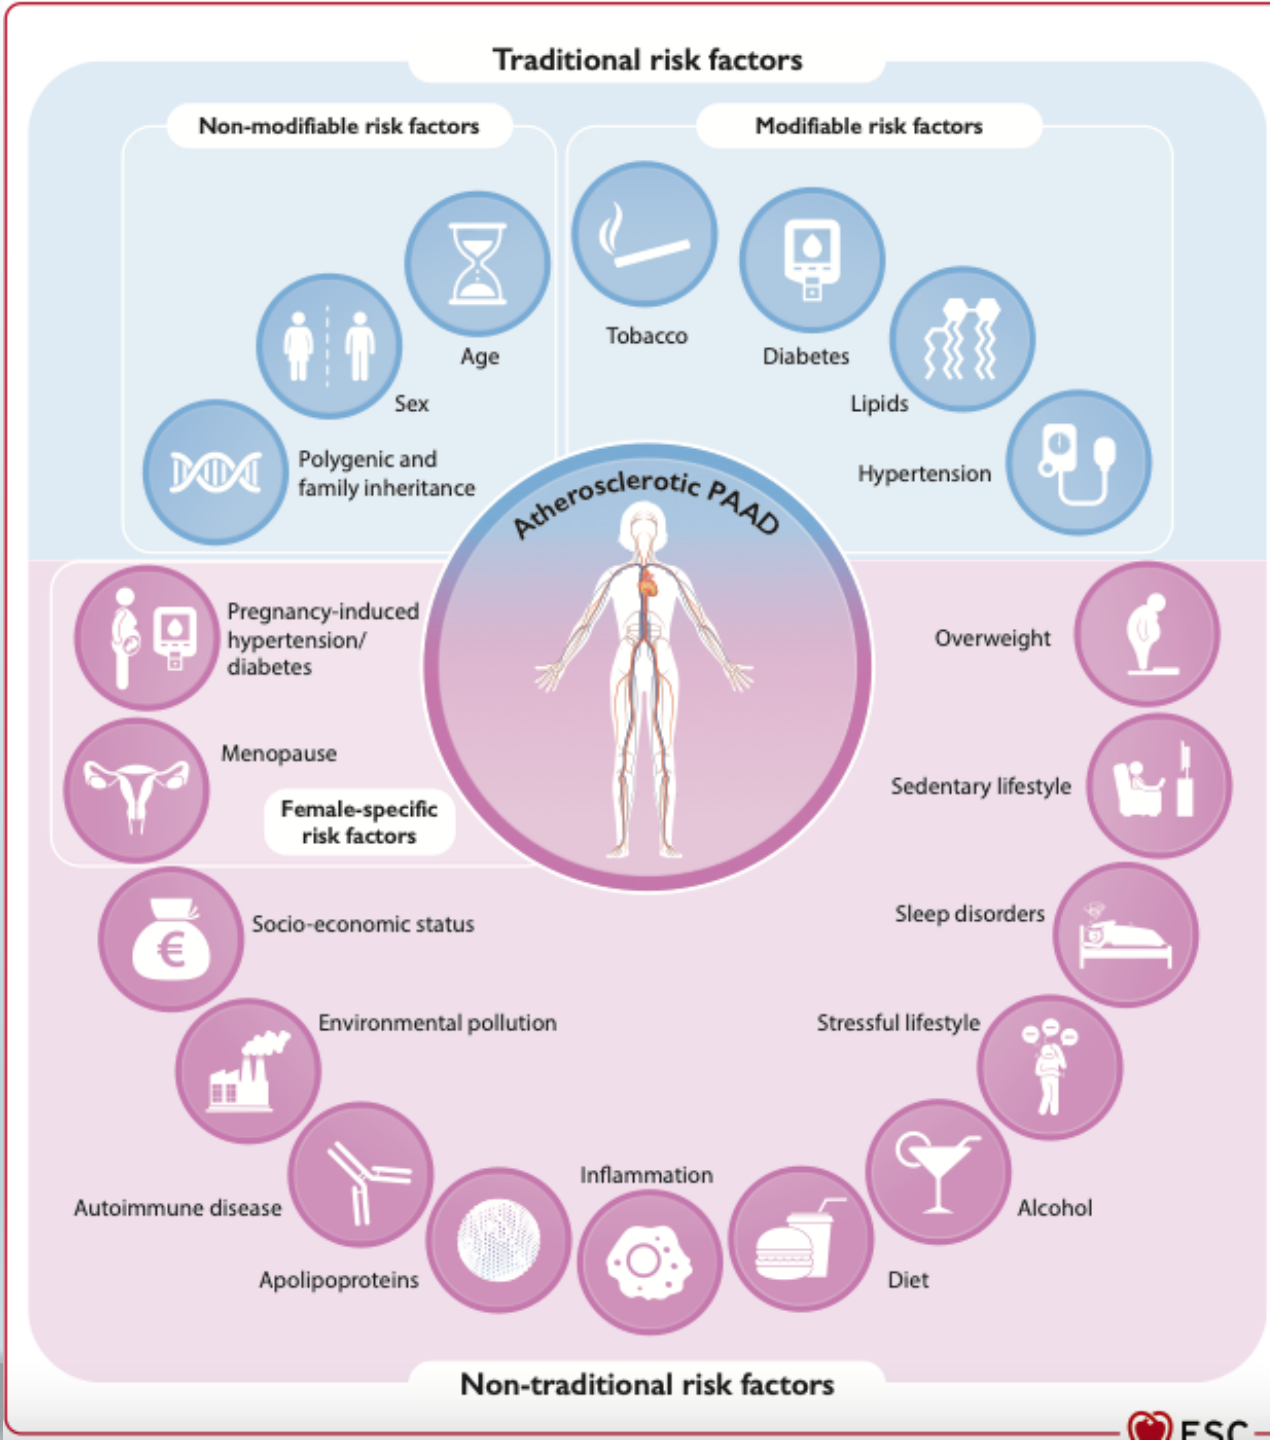 Traditional risk factors
Non-modifiable risk factors
Modifiable risk factors
Tobacco
Age
Diabetes
Sex
Lipids
Polygenic and
family inheritance
Hypertension
Atherosclerotic PAAD
Pregnancy-induced
hypertension/
diabetes
Overweight
Menopause
Sedentary lifestyle
Female-specific
risk factors
€
Socio-economic status
Sleep disorders
Environmental pollution
Stressful lifestyle
Inflammation
Autoimmune disease
Alcohol
Apolipoproteins
Diet
Non-traditional risk factors
ESC